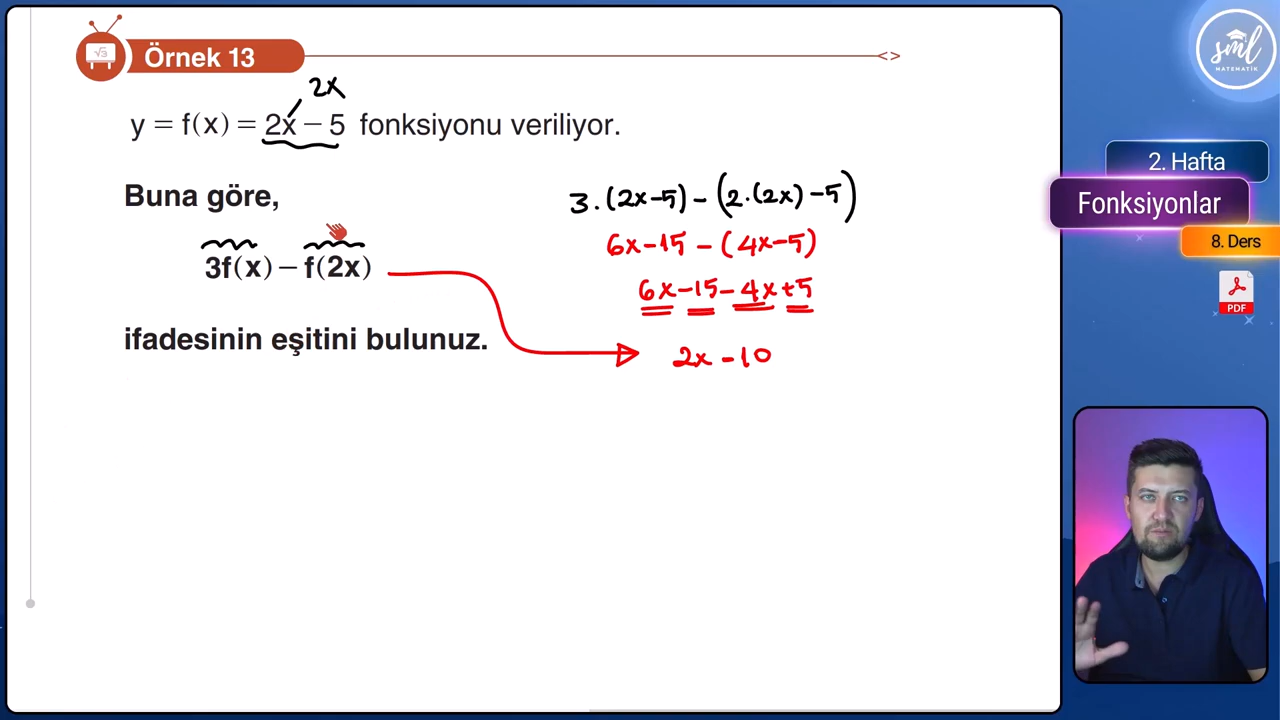 Örnek 13
<>
2x
y = f(x) = 2x − 5 fonksiyonu veriliyor.
Buna göre,
3f(x) − f(2x)
ifadesinin eşitini bulunuz.
3.(2x-5) - (2.(2x) -5)
6x-15 - (4x-5)
6x-15-4x+5
2x -10
sml
MATEMATİK
2. Hafta
Fonksiyonlar
8. Ders
PDF
√3